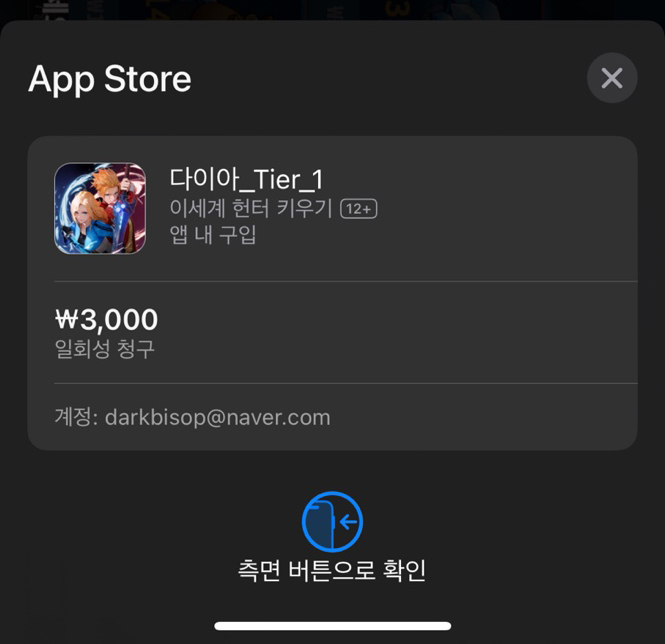 App Store
다이아_Tier_1
이세계 헌터 키우기 12+
앱 내 구입
₩3,000
일회성 청구
계정: darkbisop@naver.com
측면 버튼으로 확인